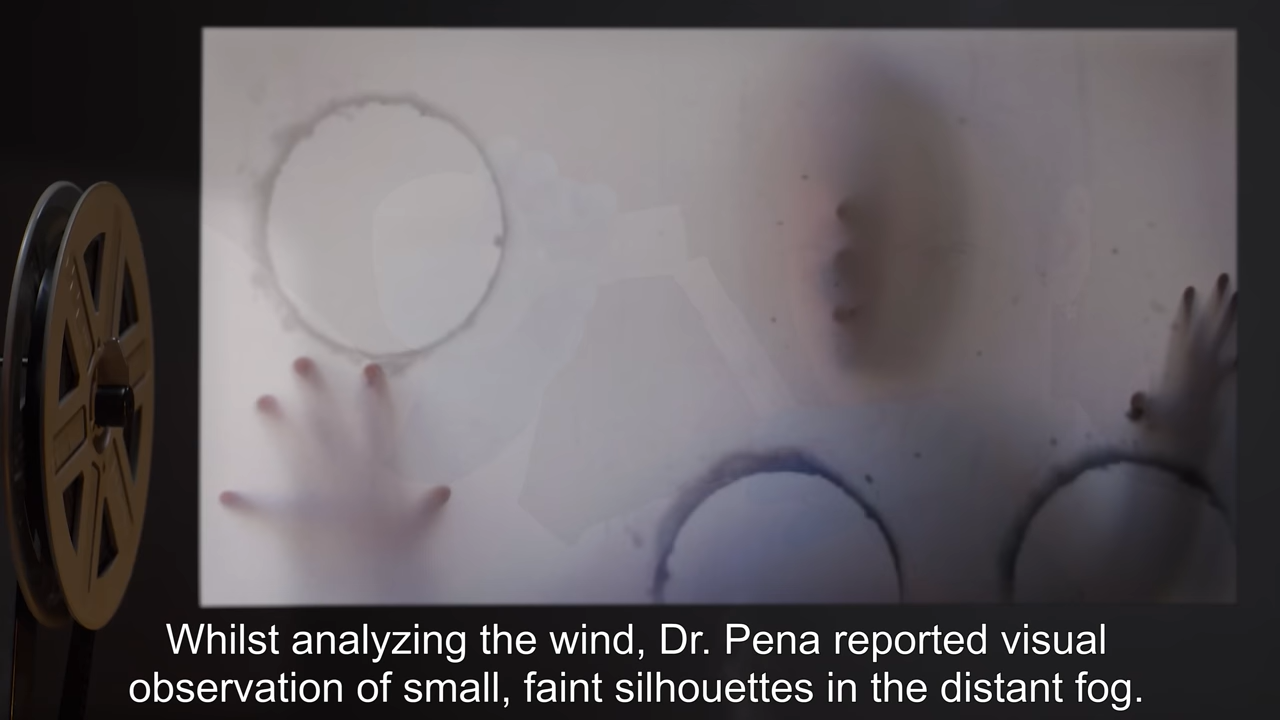 Whilst analyzing the wind, Dr. Pena reported visual
observation of small, faint silhouettes in the distant fog.